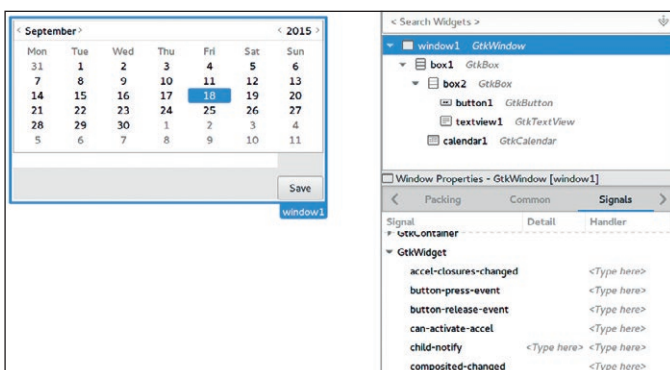 < September >
< 2015 >
Mon Tue Wed Thu Fri Sat Sun
31 1 2 3 4 5 6
7 8 9 10 11 12 13
14 15 16 17 18 19 20
21 22 23 24 25 26 27
28 29 30 1 2 3 4
5 6 7 8 9 10 11
Save
window1
< Search Widgets >
window1 GtkWindow
box1 GtkBox
box2 GtkBox
button1 GtkButton
textview1 GtkTextView
calendar1 GtkCalendar
Window Properties - GtkWindow [window1]
Packing Common Signals
Signal Detail Handler
GtkContainer
GtkWidget
accel-closures-changed <Type here>
button-press-event <Type here>
button-release-event <Type here>
can-activate-accel <Type here>
child-notify <Type here> <Type here>
composited-changed <Type here>